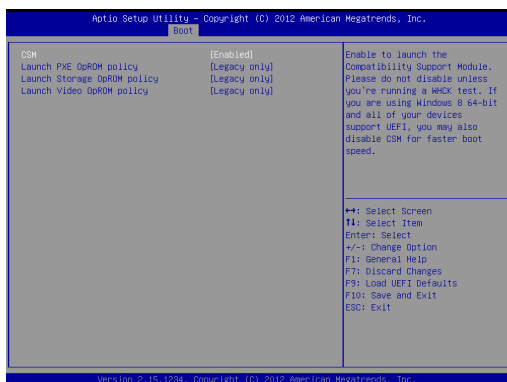 Aptio Setup Utility – Copyright (C) 2012 American Megatrends, Inc.
Boot
CSM [Enabled]
Launch PXE OpROM policy [Legacy only]
Launch Storage OpROM policy [Legacy only]
Launch Video OpROM policy [Legacy only]
Enable to launch the
Compatibility Support Module.
Please do not disable unless
you're running a WHCK test. If
you are using Windows 8 64-bit
and all of your devices
support UEFI, you may also
disable CSM for faster boot
speed.
↔: Select Screen
↑↓: Select Item
Enter: Select
+/-: Change Option
F1: General Help
F7: Discard Changes
F9: Load UEFI Defaults
F10: Save and Exit
ESC: Exit
Version 2.15.1234. Copyright (C) 2012 American Megatrends, Inc.